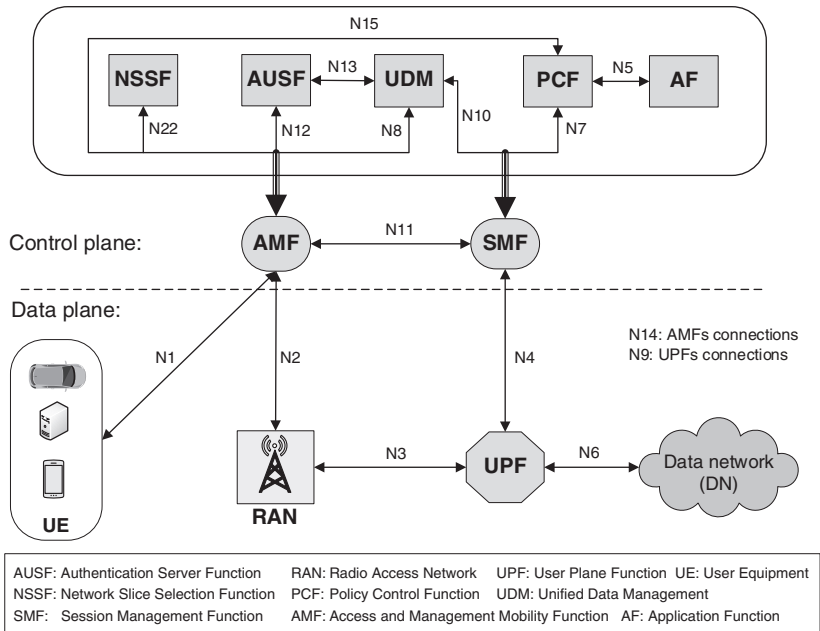 N15
NSSF
AUSF
N13
UDM
PCF
N5
AF
N22
N12
N8
N10
N7
Control plane:
AMF
N11
SMF
Data plane:
N1
N2
N4
N14: AMFs connections
N9: UPFs connections
UE
RAN
N3
UPF
N6
Data network
(DN)
AUSF: Authentication Server Function RAN: Radio Access Network UPF: User Plane Function UE: User Equipment
NSSF: Network Slice Selection Function PCF: Policy Control Function UDM: Unified Data Management
SMF: Session Management Function AMF: Access and Management Mobility Function AF: Application Function